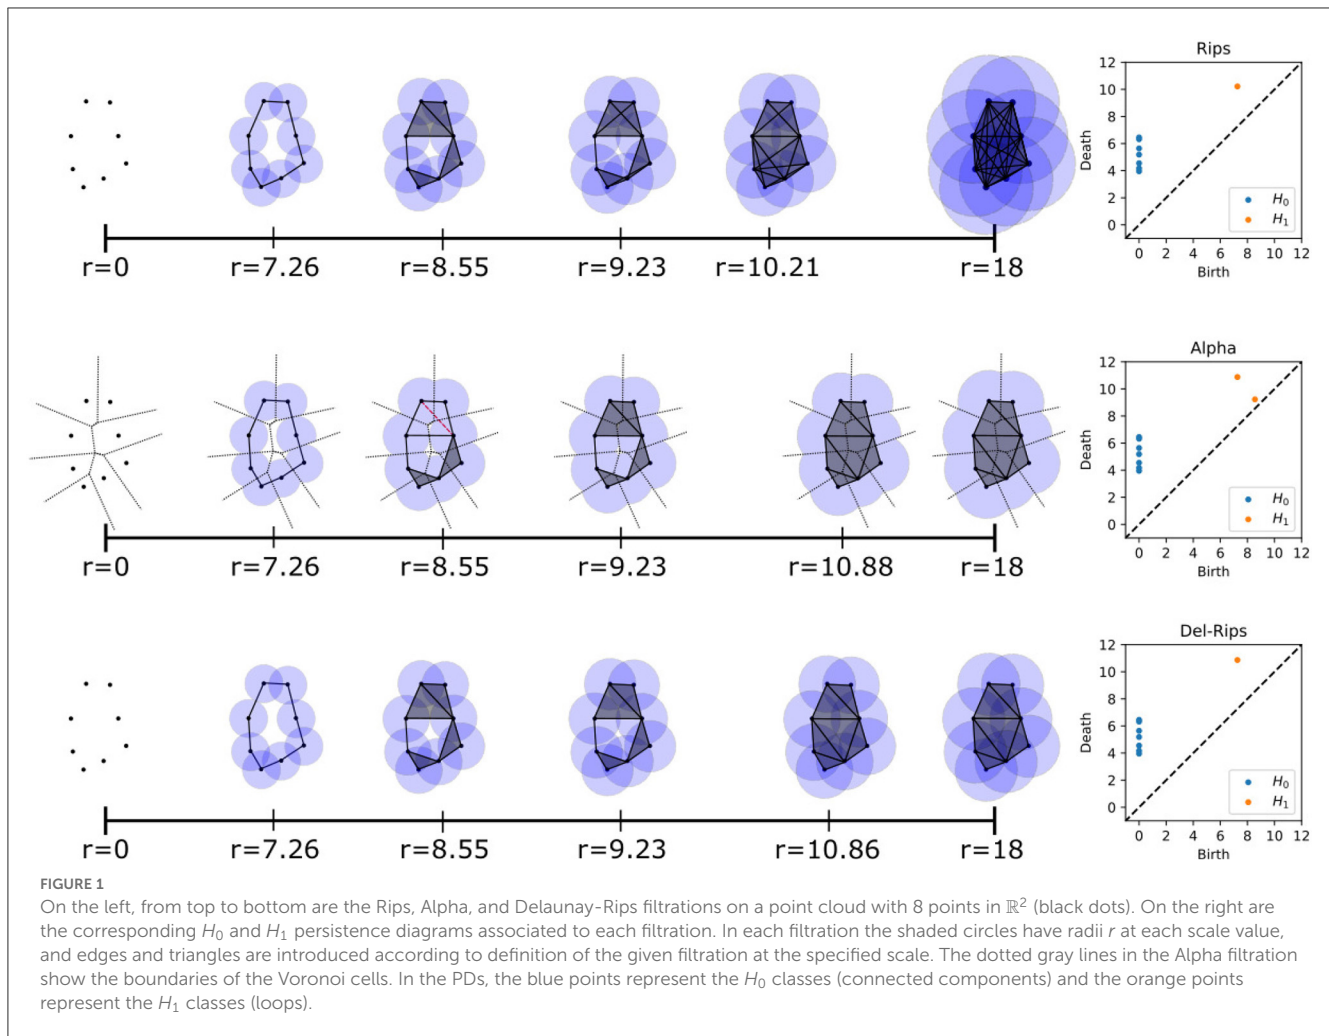 Rips
12
10
8
6
4
2
0
Death
H0
H1
0 2 4 6 8 10 12
Birth
r=0 r=7.26 r=8.55 r=9.23 r=10.21 r=18
Alpha
12
10
8
6
4
2
0
Death
H0
H1
0 2 4 6 8 10 12
Birth
r=0 r=7.26 r=8.55 r=9.23 r=10.88 r=18
Del-Rips
12
10
8
6
4
2
0
Death
H0
H1
0 2 4 6 8 10 12
Birth
r=0 r=7.26 r=8.55 r=9.23 r=10.86 r=18
FIGURE 1
On the left, from top to bottom are the Rips, Alpha, and Delaunay-Rips filtrations on a point cloud with 8 points in ℝ² (black dots). On the right are
the corresponding H0 and H1 persistence diagrams associated to each filtration. In each filtration the shaded circles have radii r at each scale value,
and edges and triangles are introduced according to definition of the given filtration at the specified scale. The dotted gray lines in the Alpha filtration
show the boundaries of the Voronoi cells. In the PDs, the blue points represent the H0 classes (connected components) and the orange points
represent the H1 classes (loops).